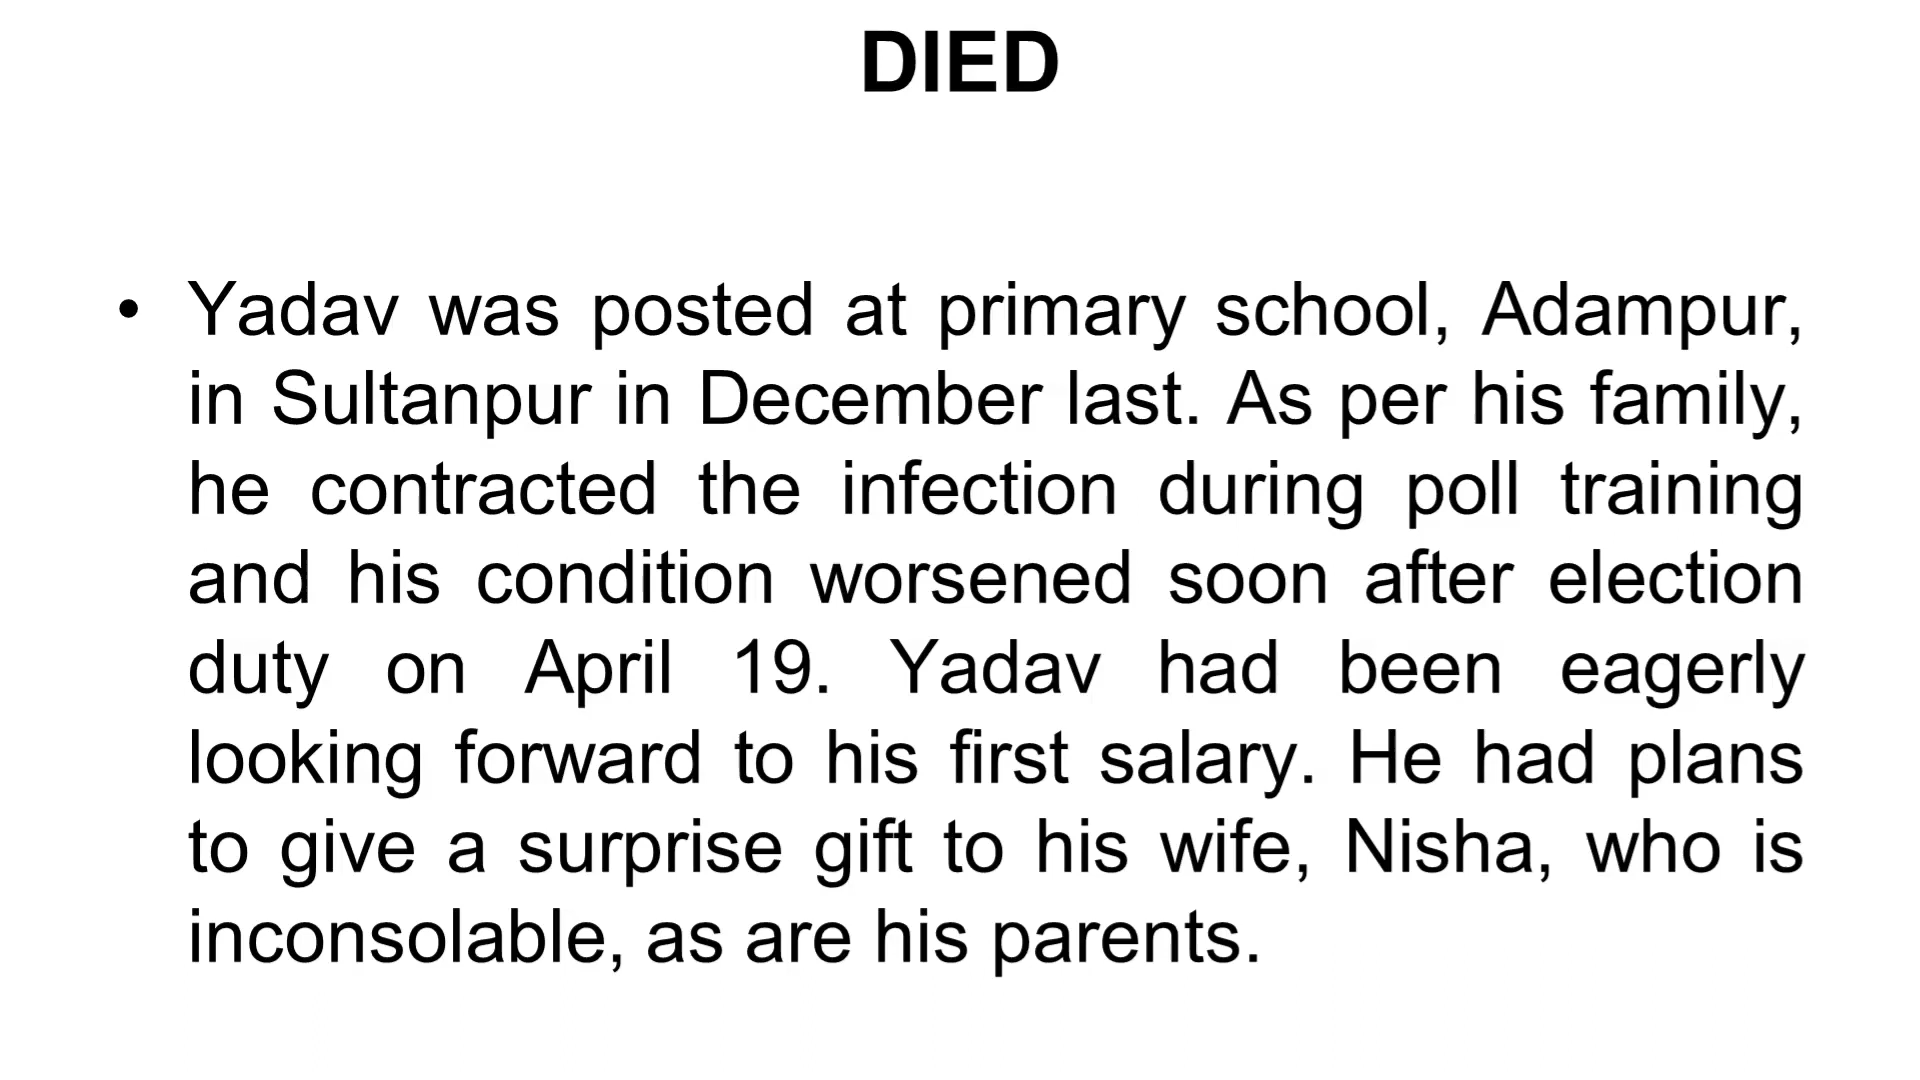 DIED
• Yadav was posted at primary school, Adampur,
in Sultanpur in December last. As per his family,
he contracted the infection during poll training
and his condition worsened soon after election
duty on April 19. Yadav had been eagerly
looking forward to his first salary. He had plans
to give a surprise gift to his wife, Nisha, who is
inconsolable, as are his parents.